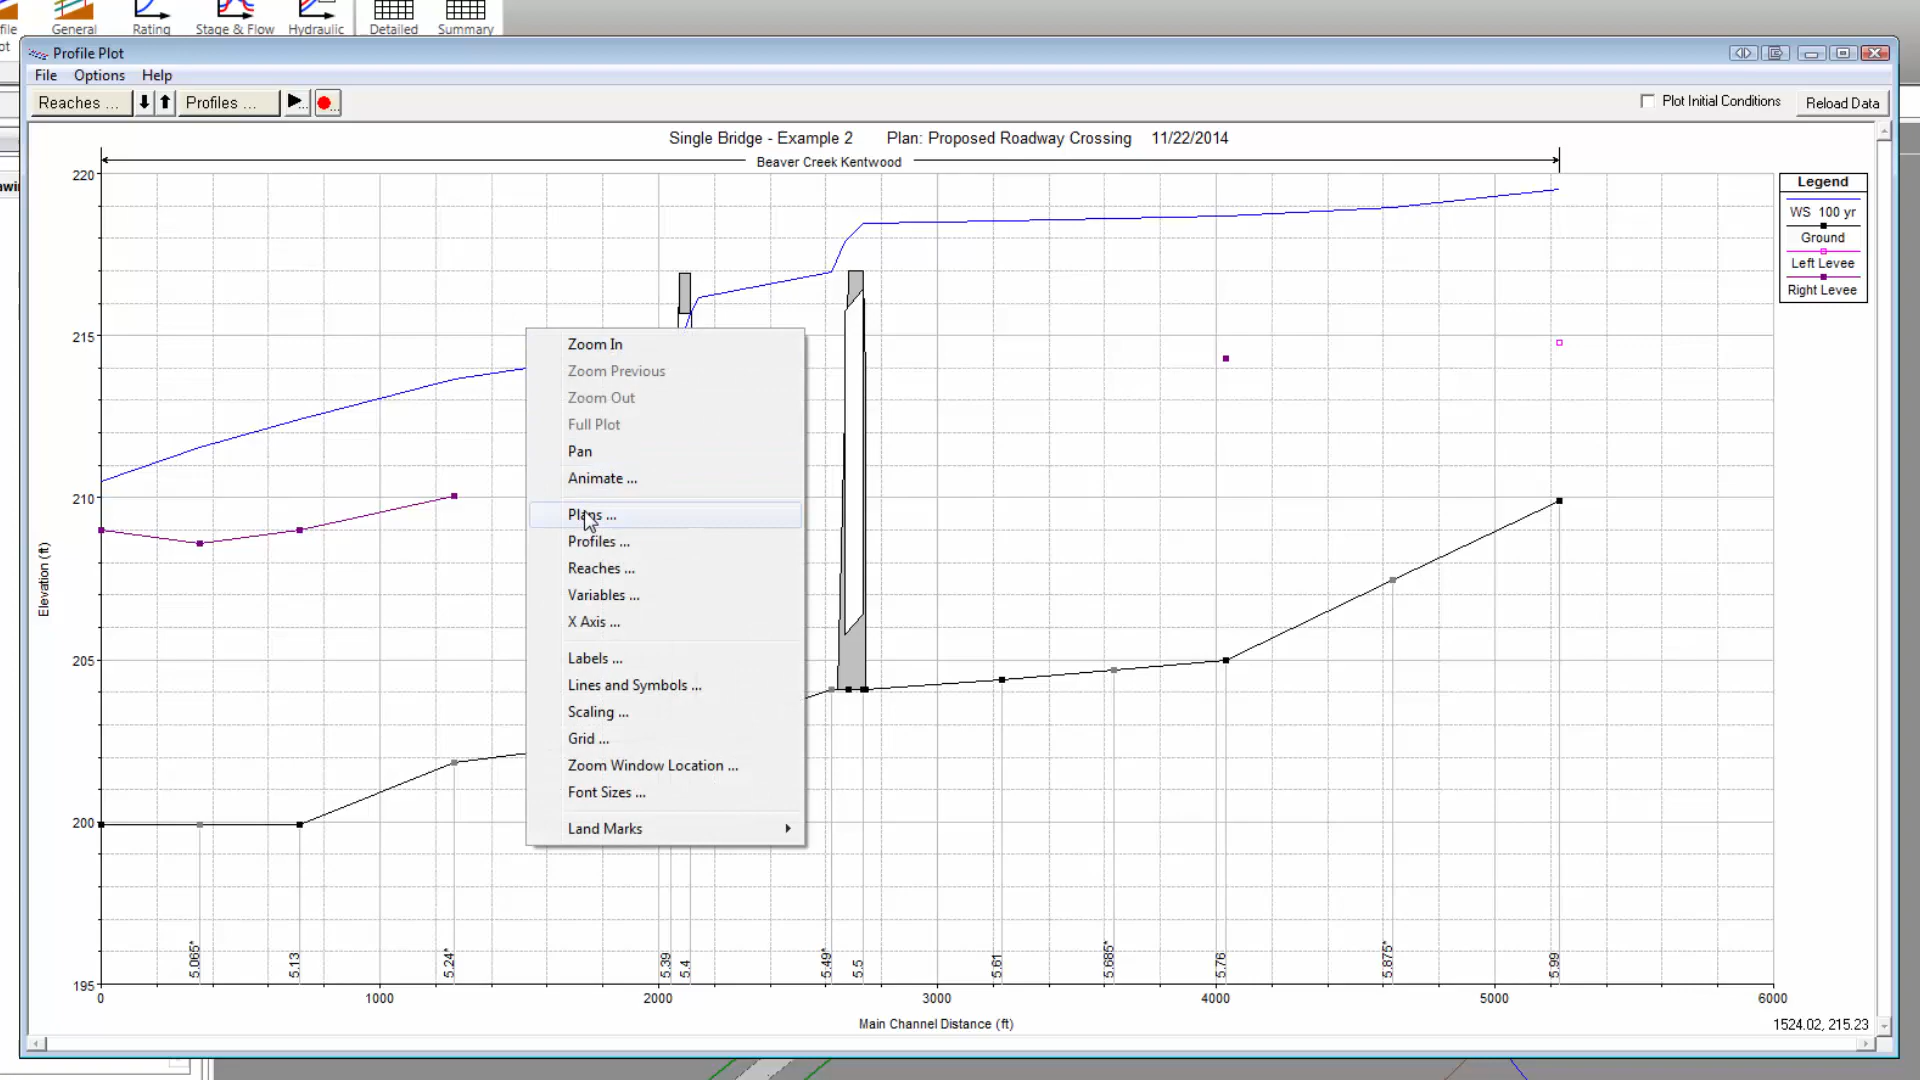 General
Rating
Stage & Flow
Hydraulic
Detailed
Summary
Profile Plot
File Options Help
Reaches ...
Profiles ...
Plot Initial Conditions
Reload Data
Single Bridge - Example 2 Plan: Proposed Roadway Crossing 11/22/2014
Beaver Creek Kentwood
Legend
WS 100 yr
Ground
Left Levee
Right Levee
220
215
210
205
200
195
Elevation (ft)
Zoom In
Zoom Previous
Zoom Out
Full Plot
Pan
Animate ...
Plans ...
Profiles ...
Reaches ...
Variables ...
X Axis ...
Labels ...
Lines and Symbols ...
Scaling ...
Grid ...
Zoom Window Location ...
Font Sizes ...
Land Marks
5.065*
5.13
5.24*
5.39
5.4
5.49*
5.5
5.61
5.685*
5.76
5.875*
5.99
0 1000 2000 3000 4000 5000 6000
Main Channel Distance (ft)
1524.02, 215.23